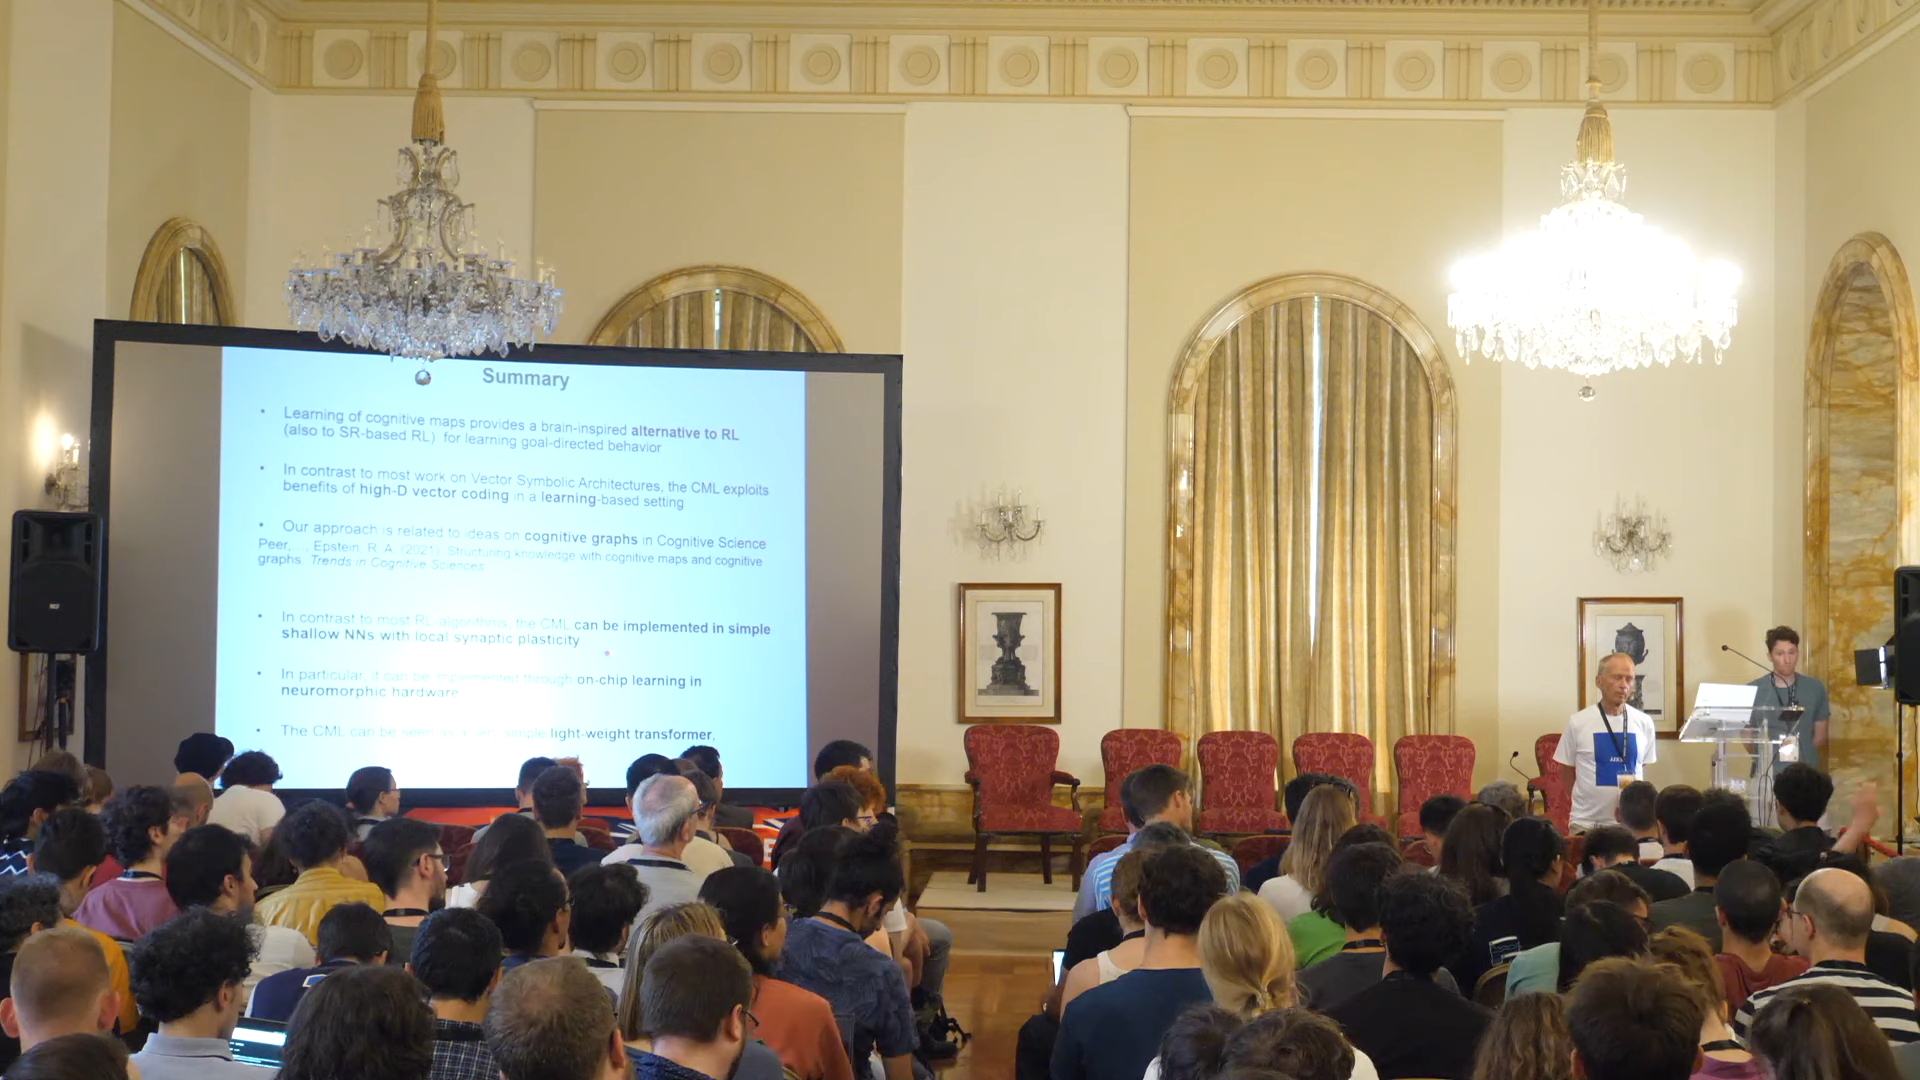 Summary
• Learning of cognitive maps provides a brain-inspired alternative to RL
(also to SR-based RL) for learning goal-directed behavior
• In contrast to most work on Vector Symbolic Architectures, the CML exploits
benefits of high-D vector coding in a learning-based setting
• Our approach is related to ideas on cognitive graphs in Cognitive Science
Peer, ..., Epstein, R. A. (2021). Structuring knowledge with cognitive maps and cognitive
graphs. Trends in Cognitive Sciences
• In contrast to most RL-algorithms, the CML can be implemented in simple
shallow NNs with local synaptic plasticity
• In particular, it can be implemented through on-chip learning in
neuromorphic hardware
• The CML can be seen simple light-weight transformer,